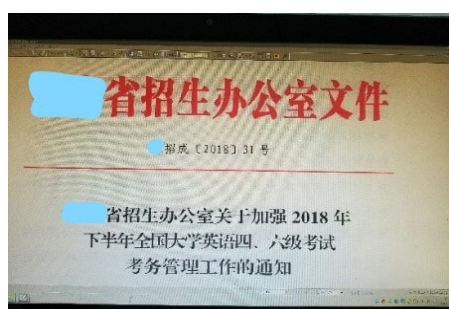 省招生办公室文件
招成〔2018〕31 号
省招生办公室关于加强 2018 年
下半年全国大学英语四、六级考试
考务管理工作的通知